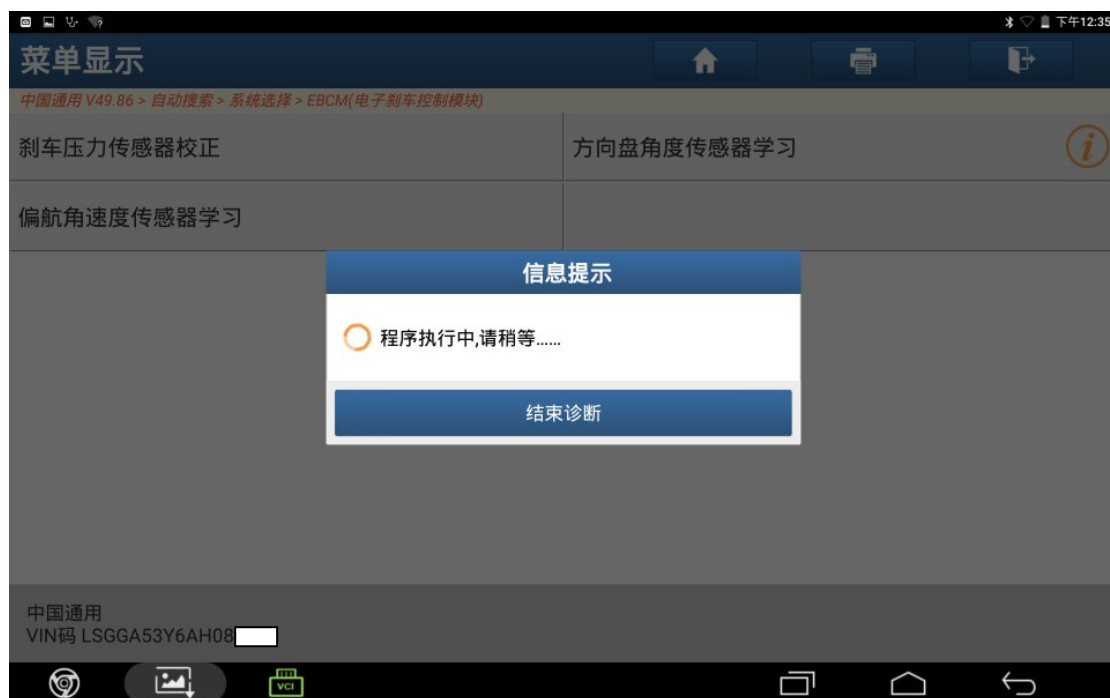 下午12:35
菜单显示
中国通用 V49.86 > 自动搜索 > 系统选择 > EBCM(电子刹车控制模块)
刹车压力传感器校正
方向盘角度传感器学习
i
偏航角速度传感器学习
信息提示
程序执行中,请稍等......
结束诊断
中国通用
VIN码 LSGGA53Y6AH08
VCI